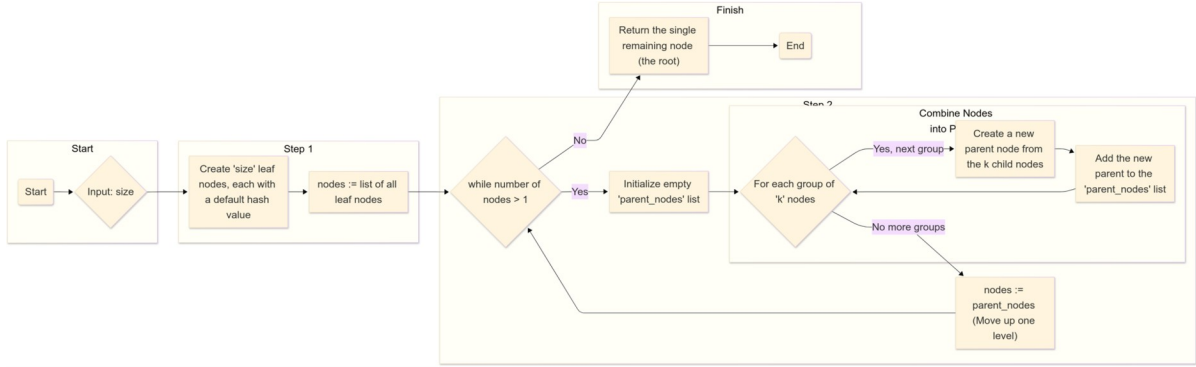 Finish
Return the single
remaining node
(the root)
End
Step 2
Combine Nodes
into P
Start
Start
Input: size
Step 1
Create 'size' leaf
nodes, each with
a default hash
value
nodes := list of all
leaf nodes
while number of
nodes > 1
No
Yes
Initialize empty
'parent_nodes' list
For each group of
'k' nodes
Yes, next group
Create a new
parent node from
the k child nodes
Add the new
parent to the
'parent_nodes' list
No more groups
nodes :=
parent_nodes
(Move up one
level)